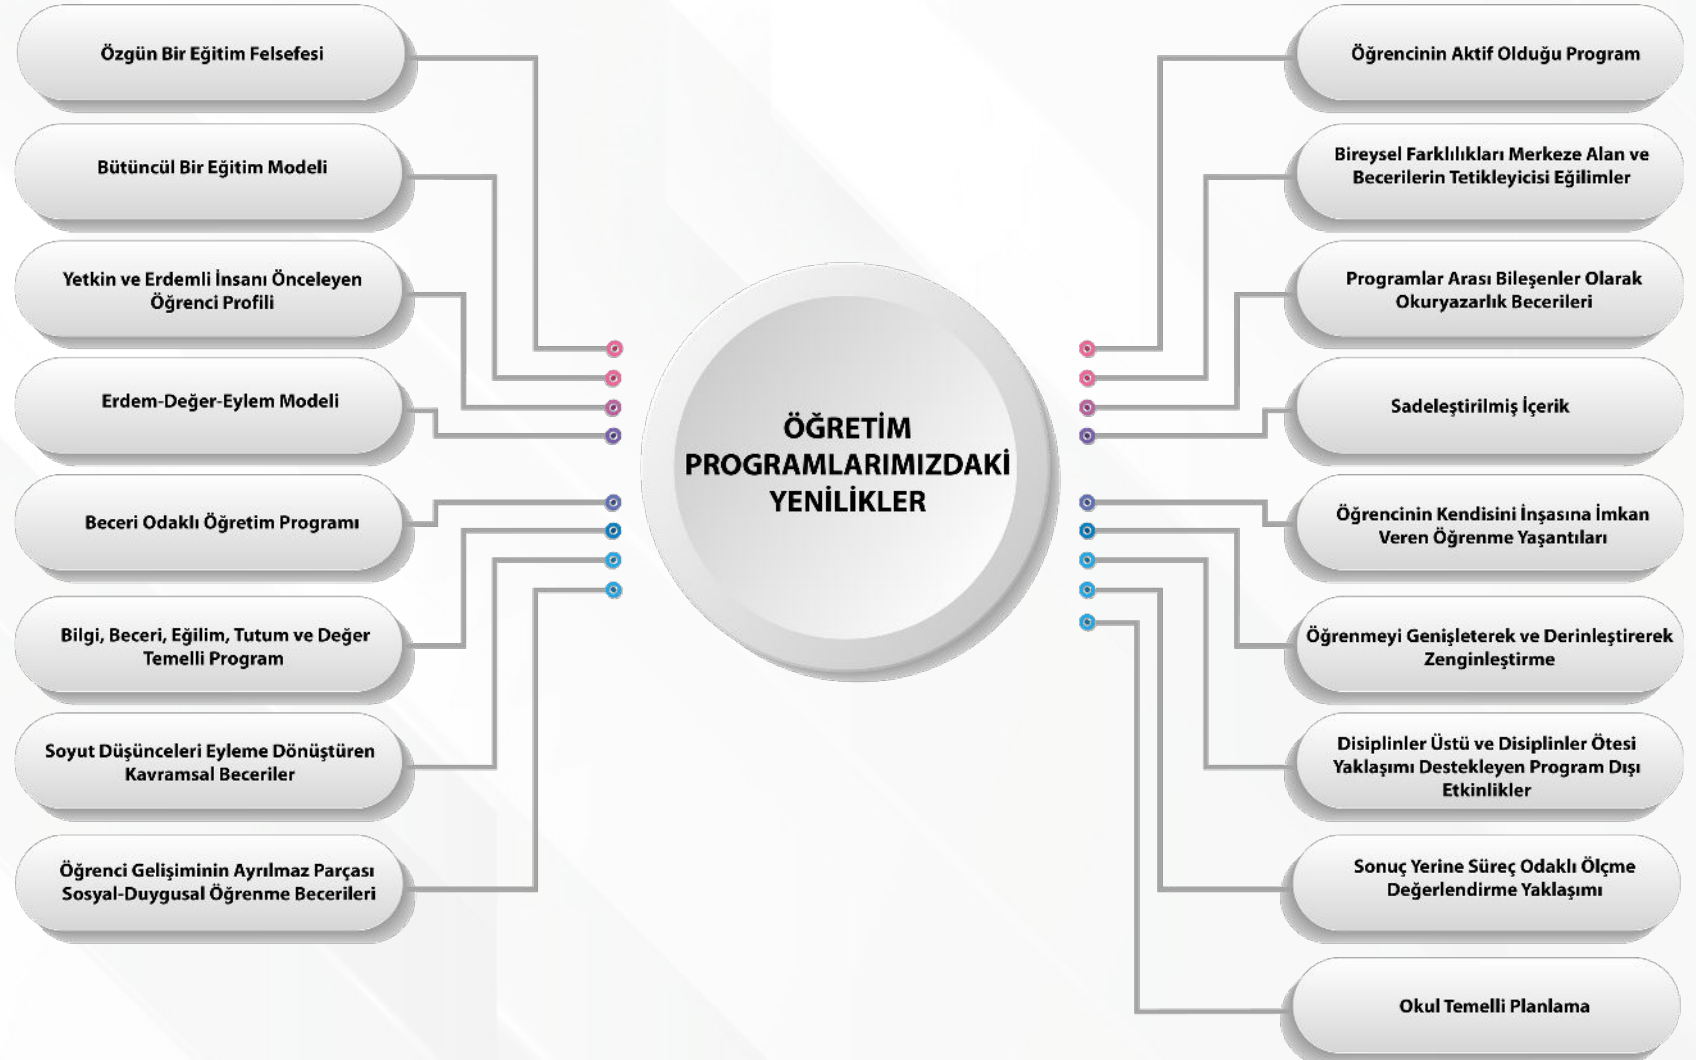 Özgün Bir Eğitim Felsefesi
Bütüncül Bir Eğitim Modeli
Yetkin ve Erdemli İnsanı Önceleyen
Öğrenci Profili
Erdem-Değer-Eylem Modeli
Beceri Odaklı Öğretim Programı
Bilgi, Beceri, Eğilim, Tutum ve Değer
Temelli Program
Soyut Düşünceleri Eyleme Dönüştüren
Kavramsal Beceriler
Öğrenci Gelişiminin Ayrılmaz Parçası
Sosyal-Duygusal Öğrenme Becerileri
ÖĞRETİM
PROGRAMLARIMIZDAKİ
YENİLİKLER
Öğrencinin Aktif Olduğu Program
Bireysel Farklılıkları Merkeze Alan ve
Becerilerin Tetikleyicisi Eğilimler
Programlar Arası Bileşenler Olarak
Okuryazarlık Becerileri
Sadeleştirilmiş İçerik
Öğrencinin Kendisini İnşasına İmkan
Veren Öğrenme Yaşantıları
Öğrenmeyi Genişleterek ve Derinleştirerek
Zenginleştirme
Disiplinler Üstü ve Disiplinler Ötesi
Yaklaşımı Destekleyen Program Dışı
Etkinlikler
Sonuç Yerine Süreç Odaklı Ölçme
Değerlendirme Yaklaşımı
Okul Temelli Planlama